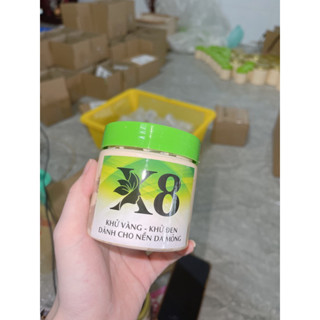 X8
KHỬ VÀNG - KHỬ ĐEN
DÀNH CHO NỀN DA MỎNG